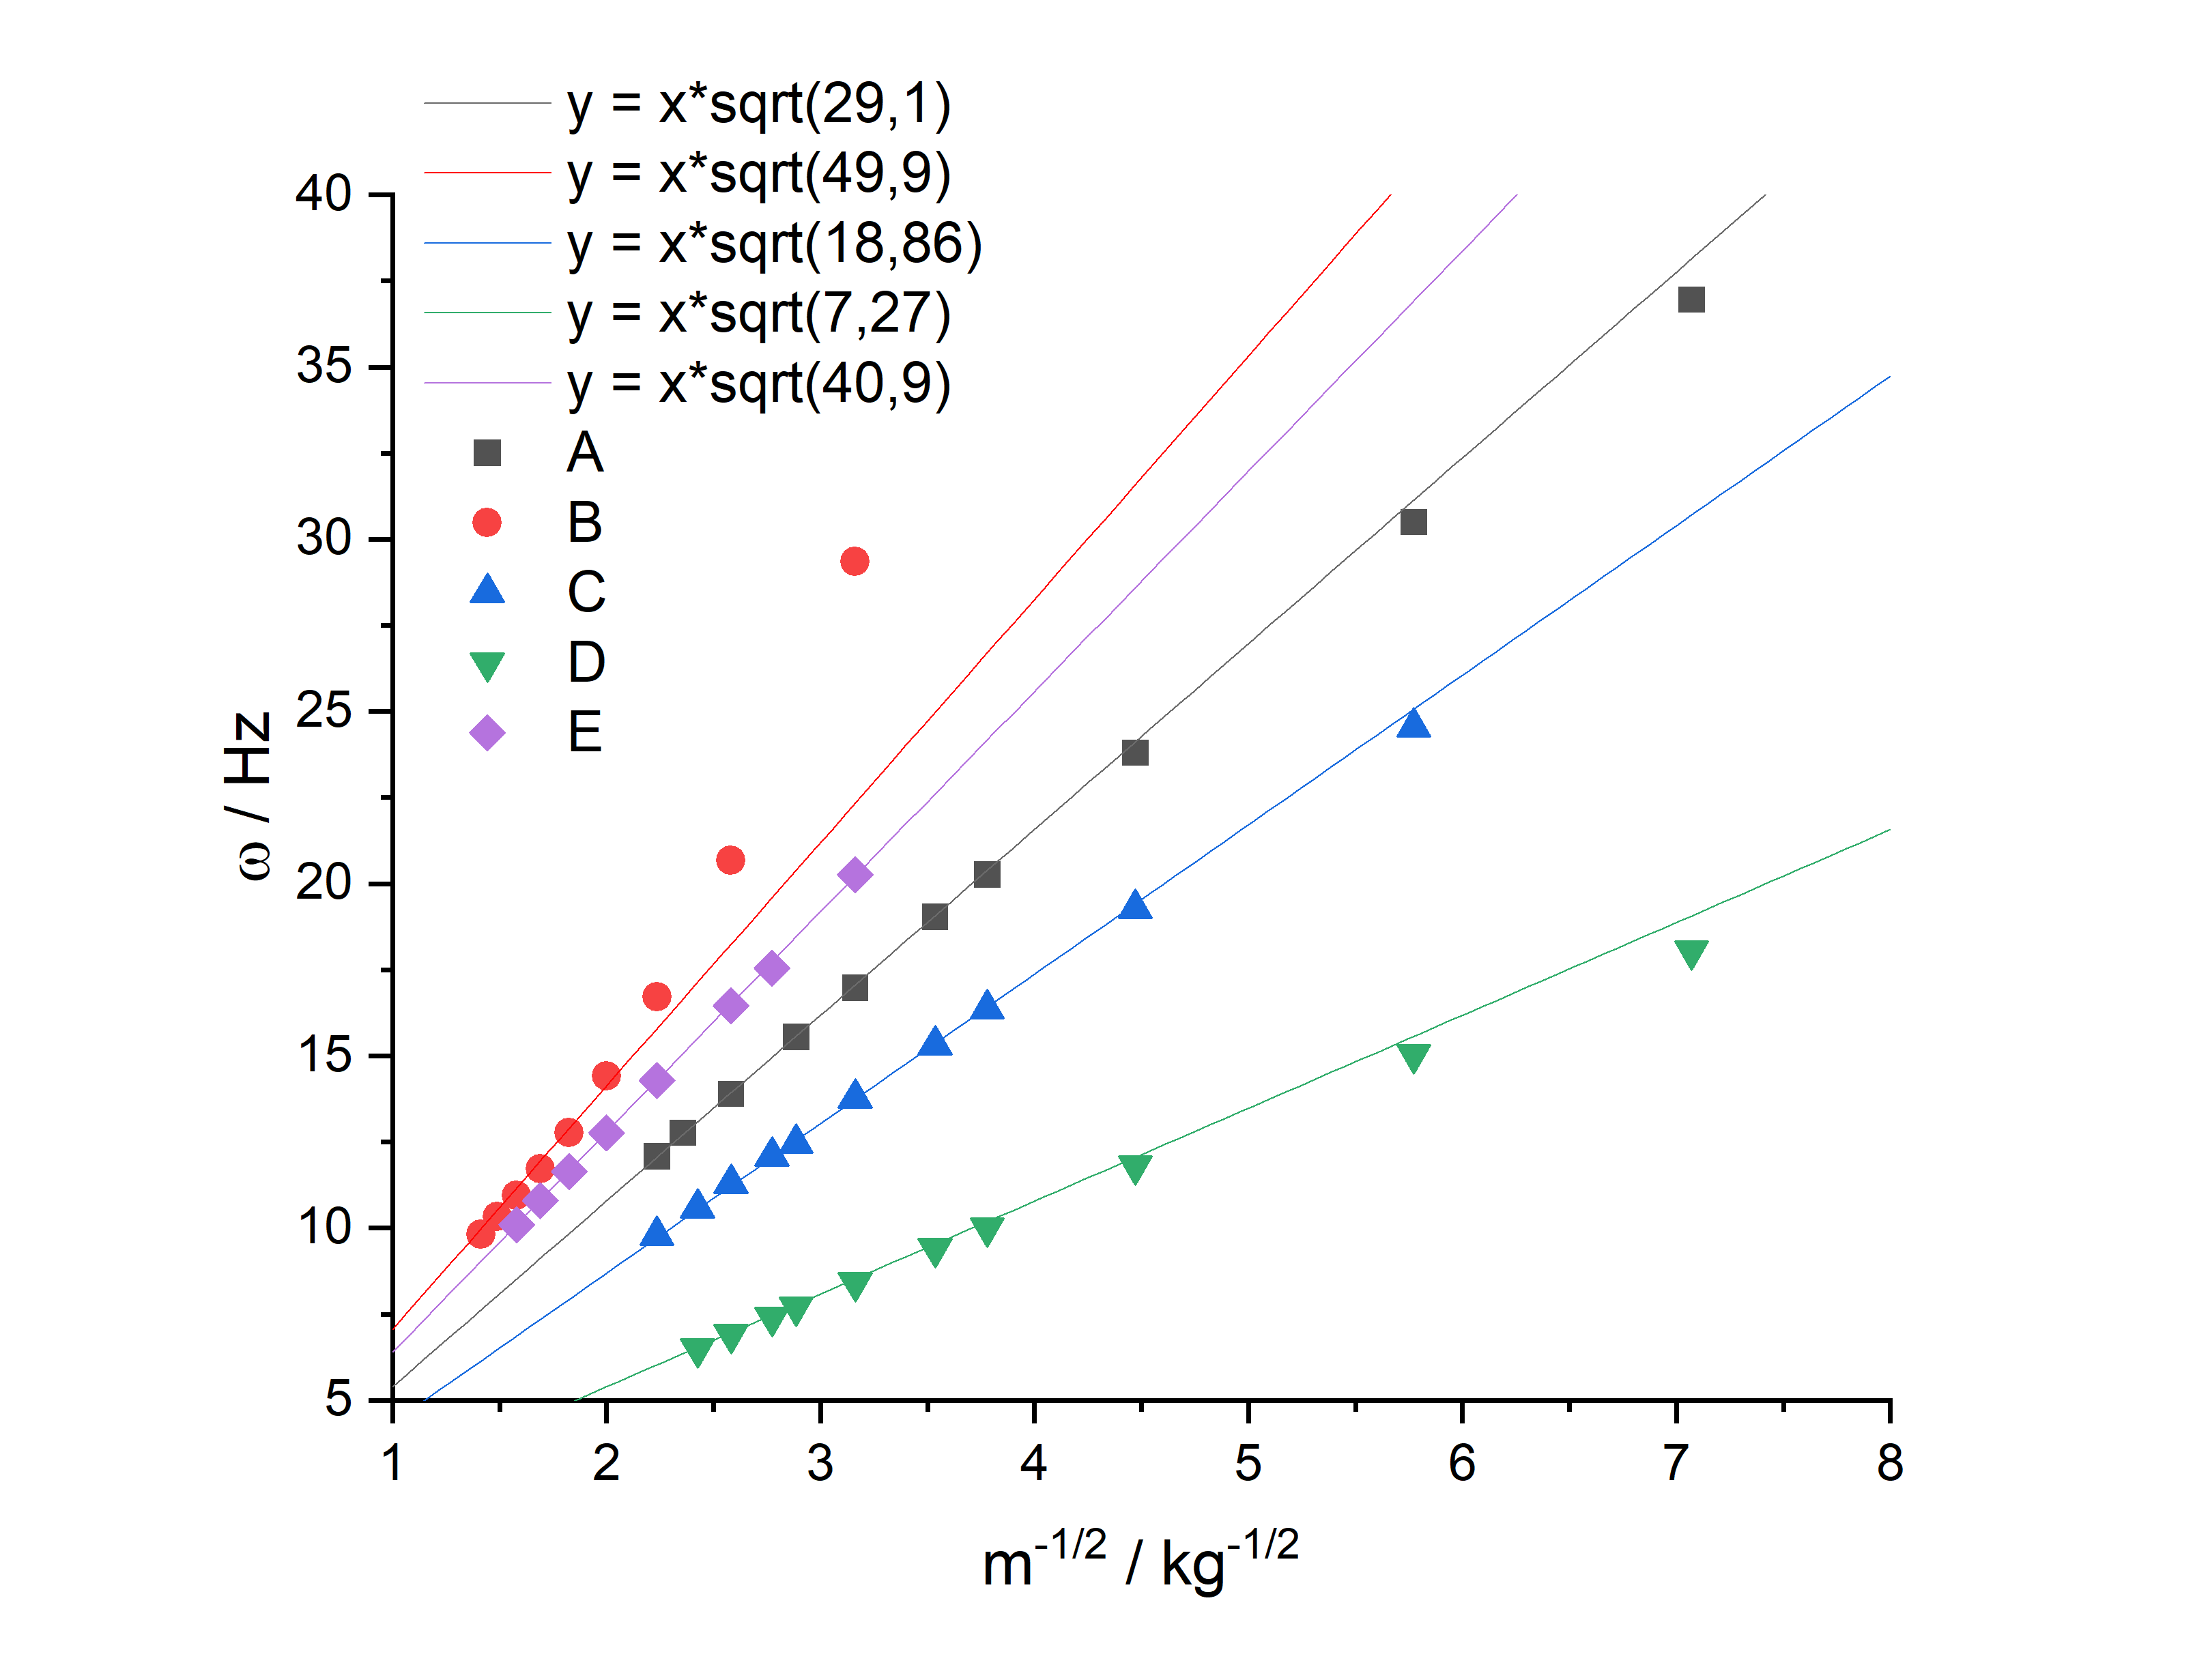 y = x*sqrt(29,1)
y = x*sqrt(49,9)
y = x*sqrt(18,86)
y = x*sqrt(7,27)
y = x*sqrt(40,9)
A
B
C
D
E
40
35
30
25
20
15
10
5
ω / Hz
1 2 3 4 5 6 7 8
m-1/2 / kg-1/2